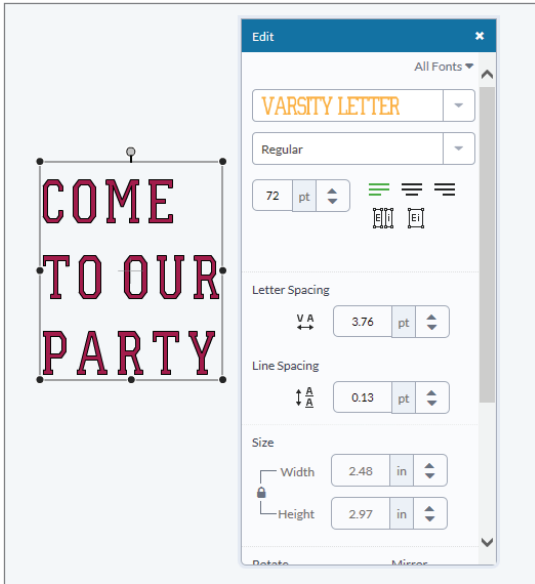 COME
TO OUR
PARTY
Edit
All Fonts
VARSITY LETTER
Regular
72 pt
E i Ei
Letter Spacing
V A 3.76 pt
Line Spacing
A A 0.13 pt
Size
Width 2.48 in
Height 2.97 in
Rotate Mirror